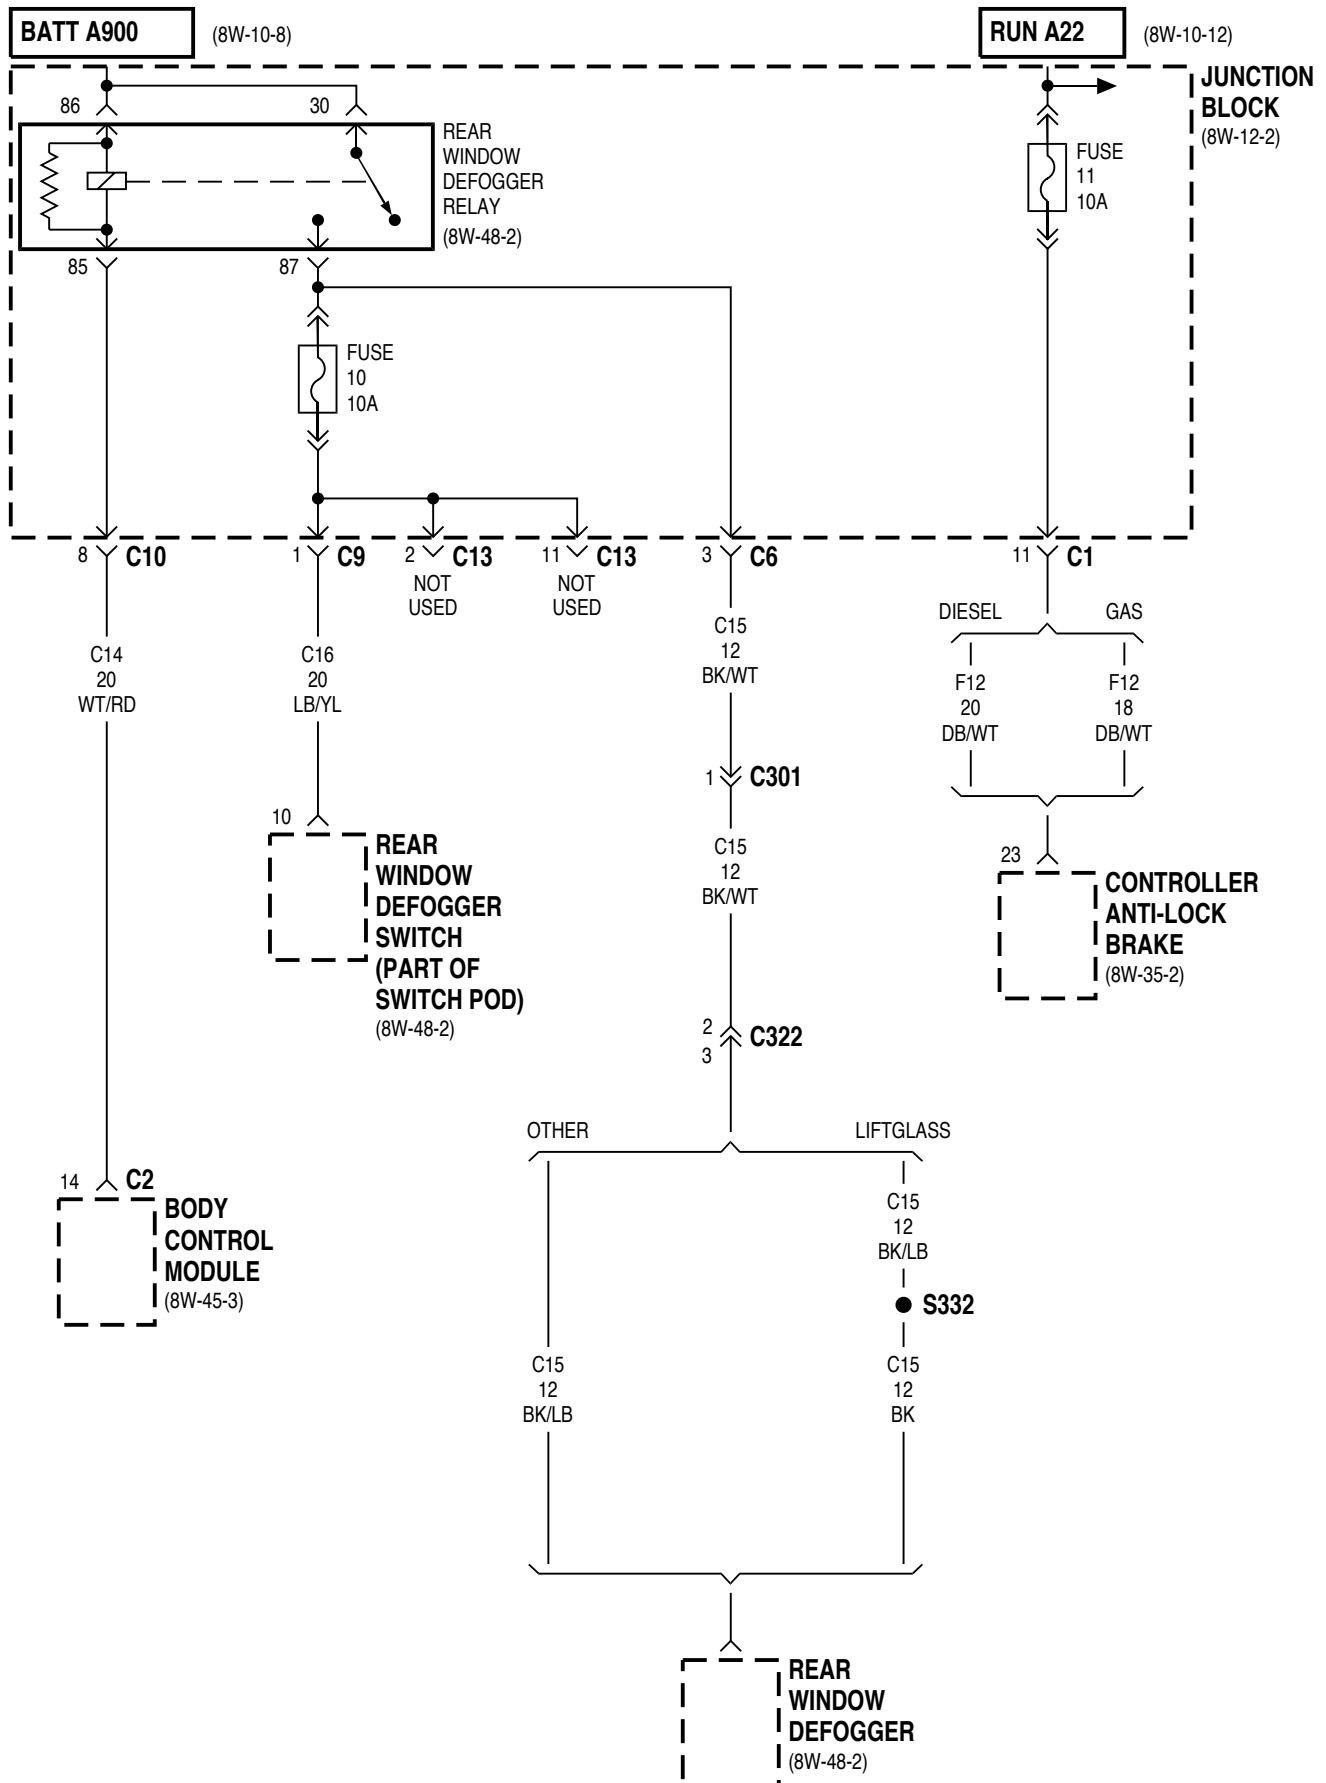 BATT A900
(8W-10-8)
RUN A22
(8W-10-12)
JUNCTION
BLOCK
(8W-12-2)
86
30
REAR
WINDOW
DEFOGGER
RELAY
(8W-48-2)
FUSE
11
10A
85
87
FUSE
10
10A
8
C10
1
C9
2
C13
NOT
USED
11
C13
NOT
USED
3
C6
11
C1
C14
20
WT/RD
C16
20
LB/YL
C15
12
BK/WT
DIESEL
GAS
F12
20
DB/WT
F12
18
DB/WT
1
C301
10
REAR
WINDOW
DEFOGGER
SWITCH
(PART OF
SWITCH POD)
(8W-48-2)
C15
12
BK/WT
23
CONTROLLER
ANTI-LOCK
BRAKE
(8W-35-2)
2
3
C322
OTHER
LIFTGLASS
14
C2
BODY
CONTROL
MODULE
(8W-45-3)
C15
12
BK/LB
S332
C15
12
BK/LB
C15
12
BK
REAR
WINDOW
DEFOGGER
(8W-48-2)